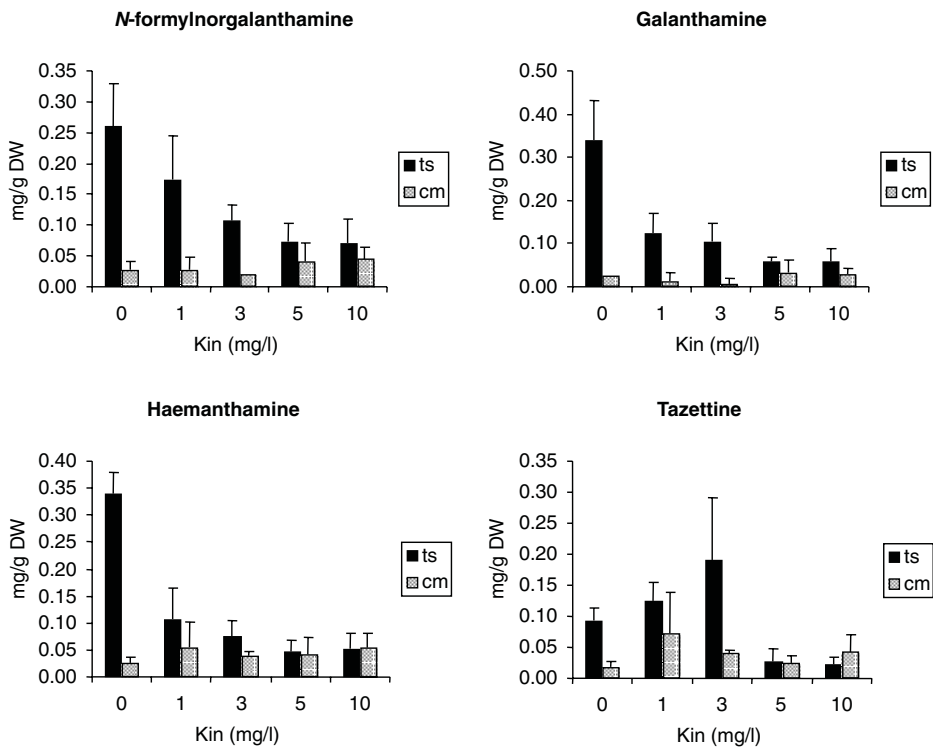 N-formylnorgalanthamine
0.35
0.30
0.25
0.20
0.15
0.10
0.05
0.00
mg/g DW
0 1 3 5 10
Kin (mg/l)
ts
cm
Galanthamine
0.50
0.40
0.30
0.20
0.10
0.00
mg/g DW
0 1 3 5 10
Kin (mg/l)
ts
cm
Haemanthamine
0.40
0.35
0.30
0.25
0.20
0.15
0.10
0.05
0.00
mg/g DW
0 1 3 5 10
Kin (mg/l)
ts
cm
Tazettine
0.35
0.30
0.25
0.20
0.15
0.10
0.05
0.00
mg/g DW
0 1 3 5 10
Kin (mg/l)
ts
cm